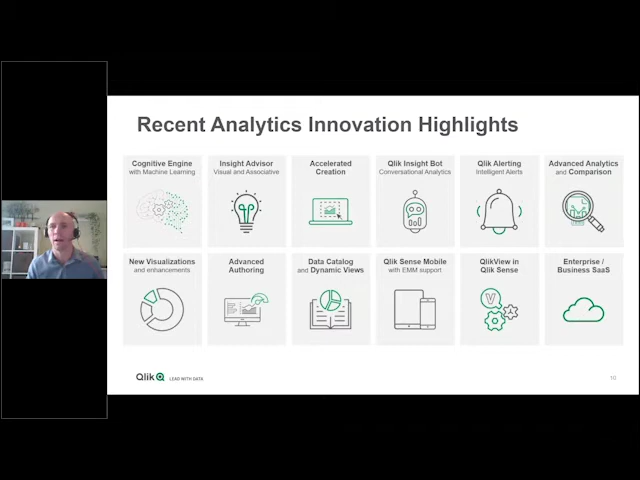 Recent Analytics Innovation Highlights
Cognitive Engine
with Machine Learning
Insight Advisor
Visual and Associative
Accelerated
Creation
Qlik Insight Bot
Conversational Analytics
Qlik Alerting
Intelligent Alerts
Advanced Analytics
and Comparison
New Visualizations
and enhancements
Advanced
Authoring
Data Catalog
and Dynamic Views
Qlik Sense Mobile
with EMM support
QlikView in
Qlik Sense
Enterprise /
Business SaaS
V
Qlik LEAD WITH DATA
10